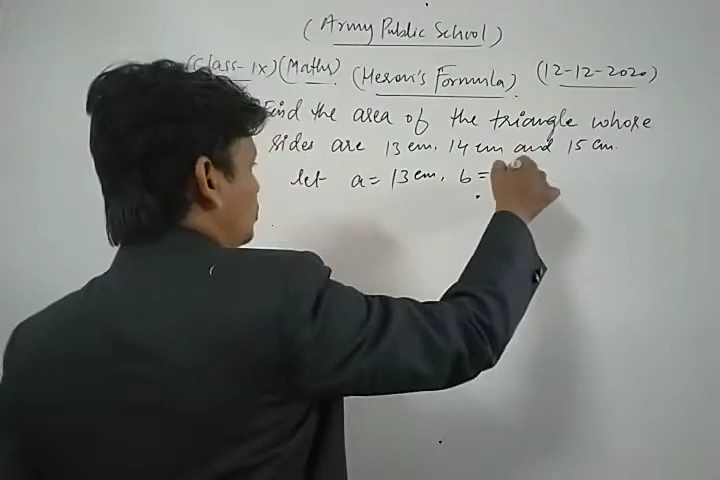 (Army Public School)
(Class-IX) (Maths) (Heron's Formula) (12-12-2020)
Find the area of the triangle whose
sides are 13 cm, 14 cm and 15 cm.
let a = 13 cm, b =